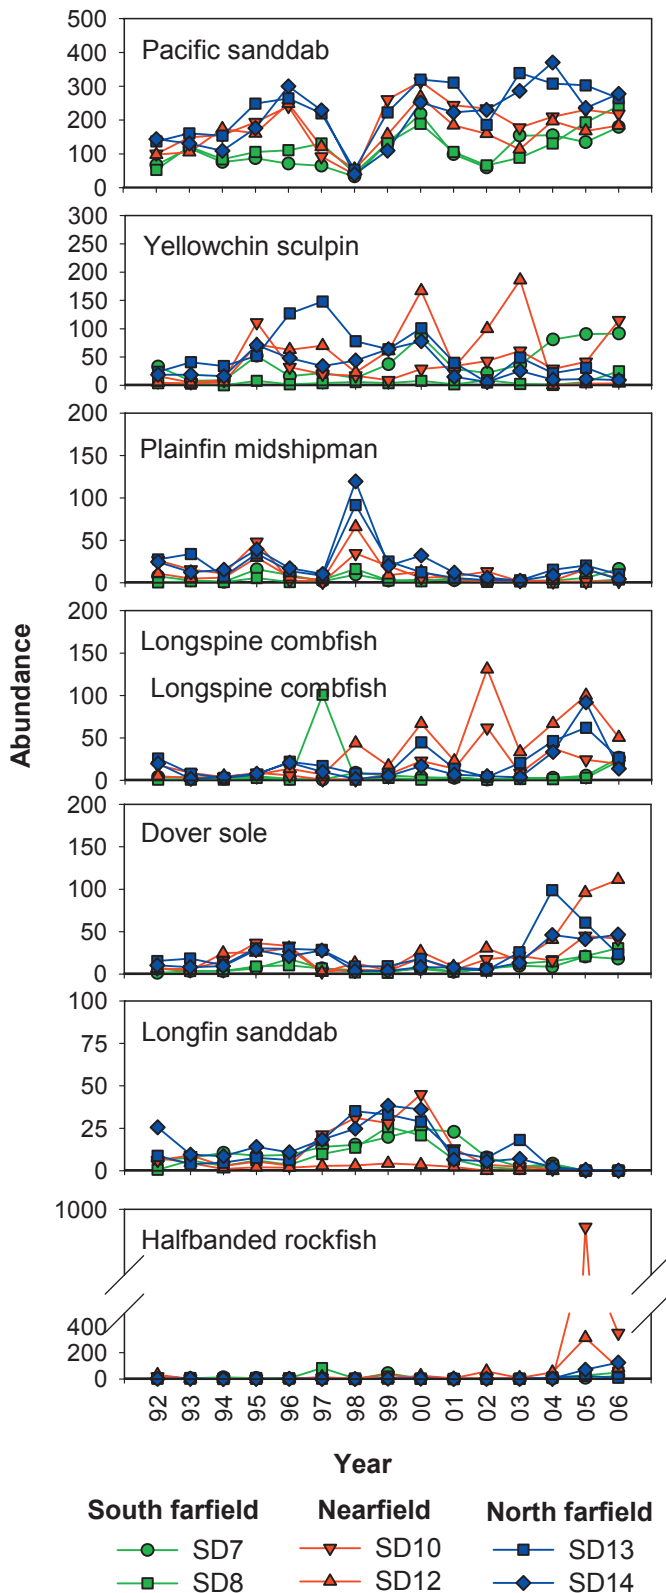 Abundance
500
400
300
200
100
0
Pacific sanddab
300
250
200
150
100
50
0
Yellowchin sculpin
200
150
100
50
0
Plainfin midshipman
200
150
100
50
0
Longspine combfish
Longspine combfish
200
150
100
50
0
Dover sole
100
75
50
25
0
Longfin sanddab
1000
400
200
0
Halfbanded rockfish
92 93 94 95 96 97 98 99 00 01 02 03 04 05 06
Year
South farfield Nearfield North farfield
SD7 SD10 SD13
SD8 SD12 SD14